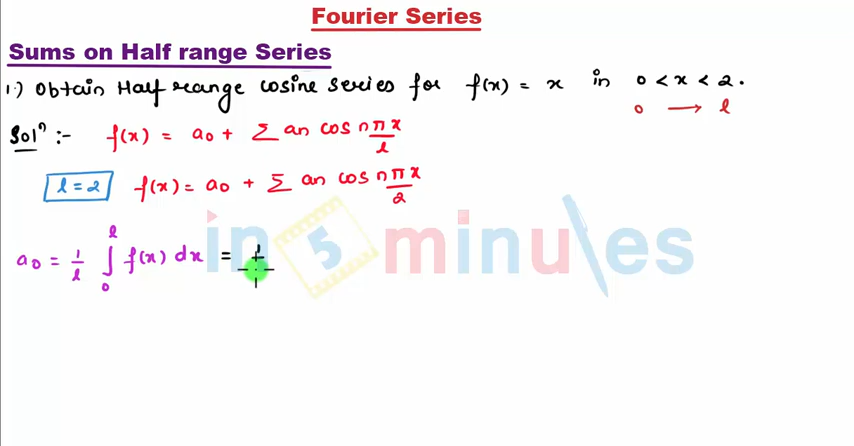 Fourier Series
Sums on Half range Series
1.) Obtain Half range cosine series for f(x) = x in 0 < x < 2.
0 → l
Solⁿ :- f(x) = a0 + Σ an cos nπx/l
l = 2 f(x) = a0 + Σ an cos nπx/2
in 5 minutes
a0 = 1/l ∫₀ˡ f(x) dx = 1